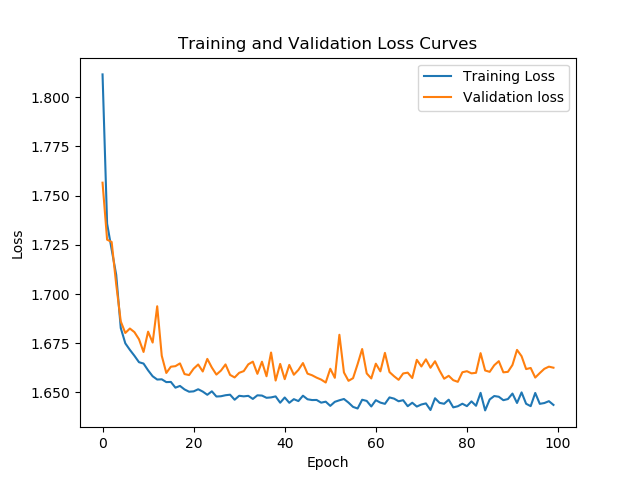 Training and Validation Loss Curves
Training Loss
Validation loss
1.800
1.775
1.750
1.725
1.700
1.675
1.650
Loss
0
20
40
60
80
100
Epoch